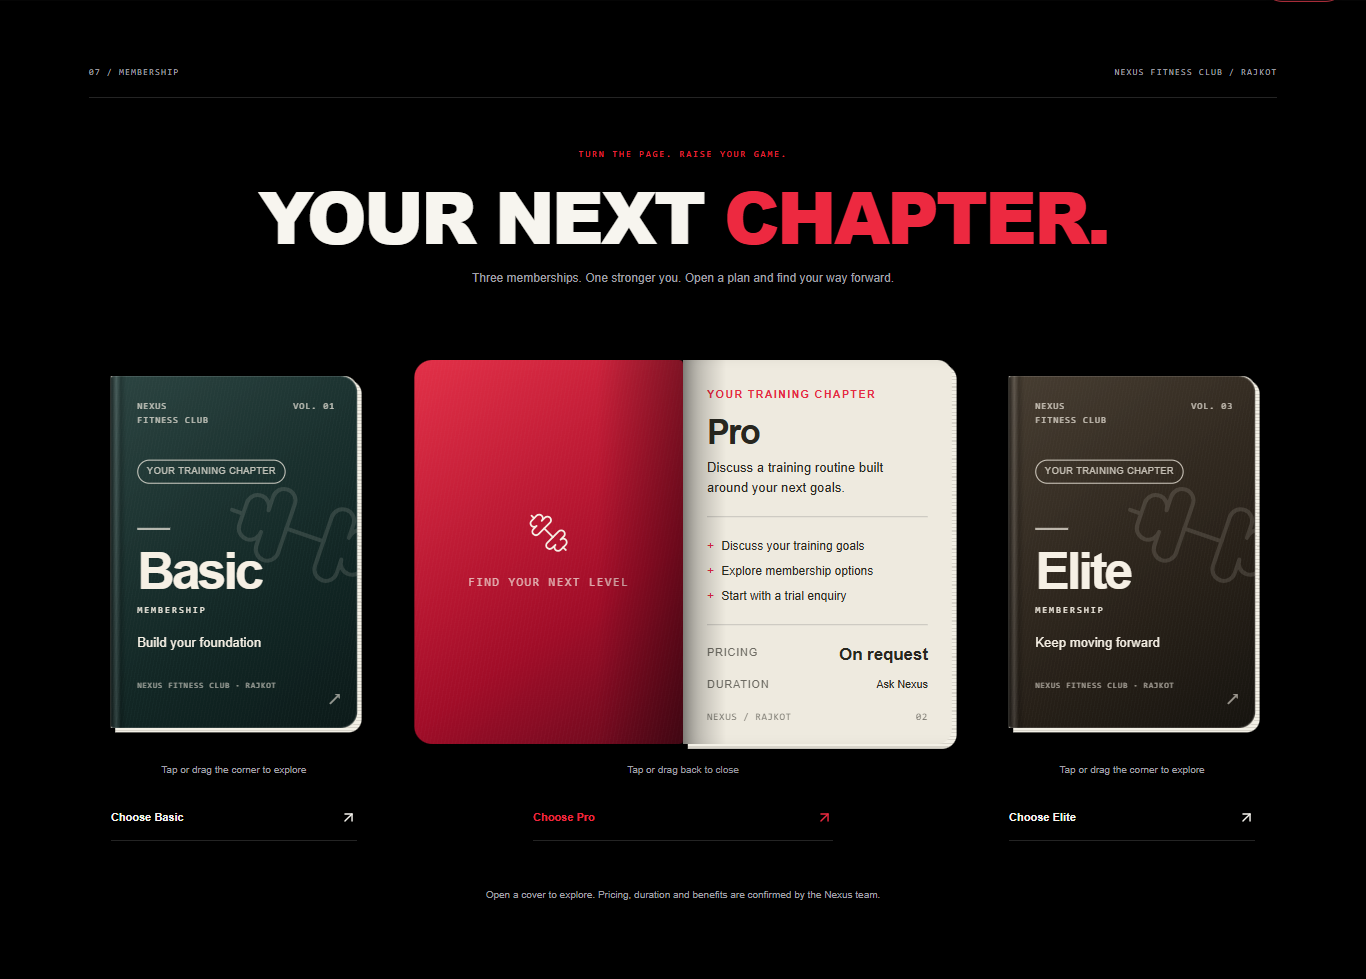 07 / MEMBERSHIP
NEXUS FITNESS CLUB / RAJKOT
TURN THE PAGE. RAISE YOUR GAME.
YOUR NEXT CHAPTER.
Three memberships. One stronger you. Open a plan and find your way forward.
NEXUS
FITNESS CLUB
VOL. 01
YOUR TRAINING CHAPTER
Basic
MEMBERSHIP
Build your foundation
NEXUS FITNESS CLUB - RAJKOT
Tap or drag the corner to explore
Choose Basic
FIND YOUR NEXT LEVEL
YOUR TRAINING CHAPTER
Pro
Discuss a training routine built
around your next goals.
+ Discuss your training goals
+ Explore membership options
+ Start with a trial enquiry
PRICING On request
DURATION Ask Nexus
NEXUS / RAJKOT 02
Tap or drag back to close
Choose Pro
NEXUS
FITNESS CLUB
VOL. 03
YOUR TRAINING CHAPTER
Elite
MEMBERSHIP
Keep moving forward
NEXUS FITNESS CLUB - RAJKOT
Tap or drag the corner to explore
Choose Elite
Open a cover to explore. Pricing, duration and benefits are confirmed by the Nexus team.